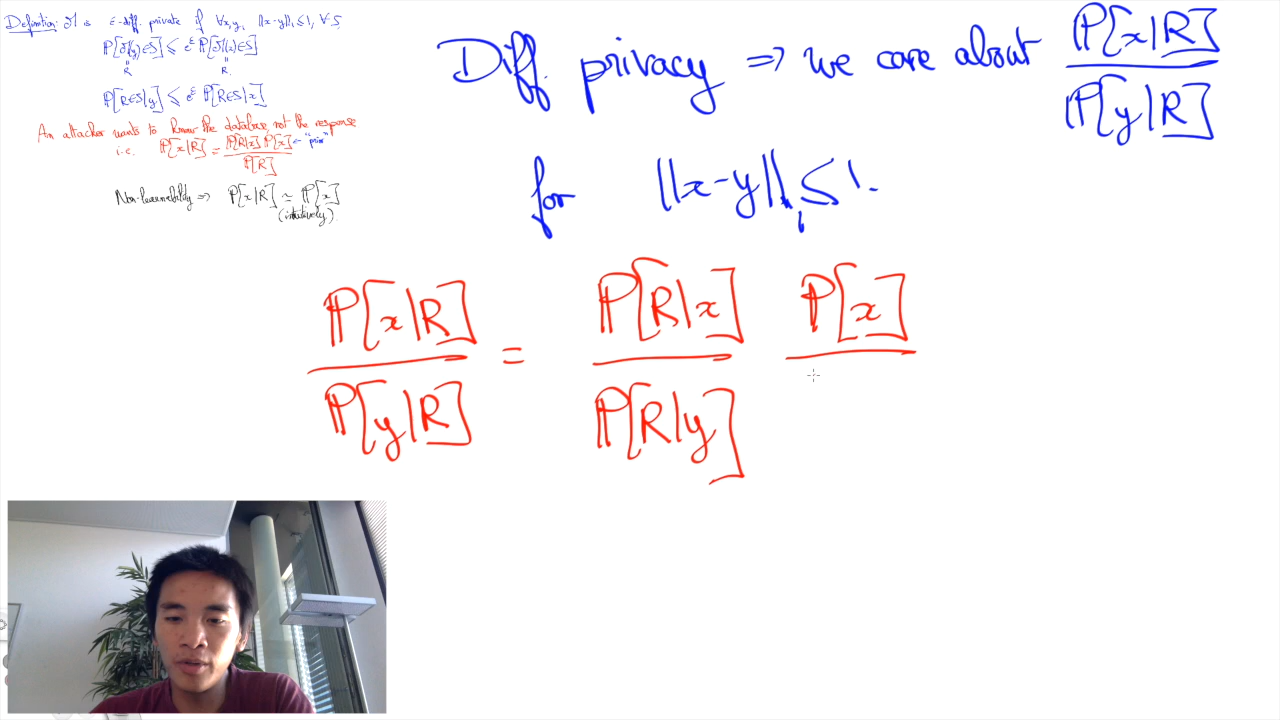 Definition: M is ε-diff. private if ∀x,y, ||x-y||₁ ≤ 1, ∀ S,
P[M(y)∈S] ≤ e^ε P[M(x)∈S]
" "
R R
P[R∈S|y] ≤ e^ε P[R∈S|x]
An attacker wants to know the database, not the response
i.e. P[x|R] = P[R|x] P[x] / P[R] ← "prior"
Non-learnability ⇒ P[x|R] ≃ P[x]
(intuitively).
Diff. privacy ⇒ we care about P[x|R] / P[y|R]
for ||x-y||₁ ≤ 1.
P[x|R] / P[y|R] = P[R|x] / P[R|y] P[x]